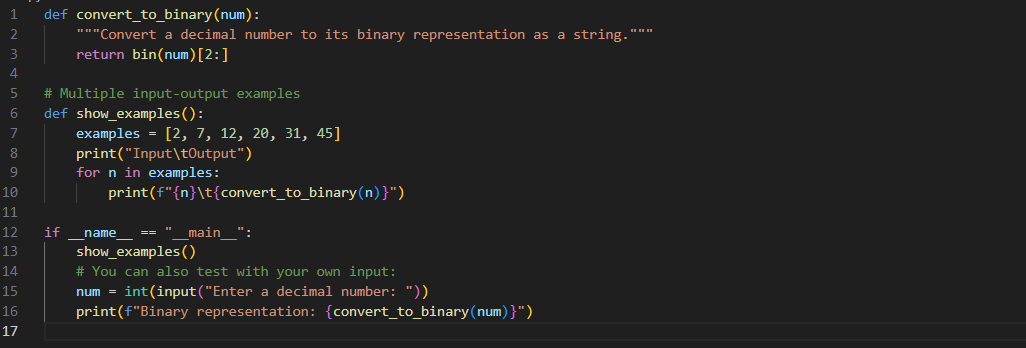 1 def convert_to_binary(num):
2     """Convert a decimal number to its binary representation as a string."""
3     return bin(num)[2:]
4
5 # Multiple input-output examples
6 def show_examples():
7     examples = [2, 7, 12, 20, 31, 45]
8     print("Input\tOutput")
9     for n in examples:
10         print(f"{n}\t{convert_to_binary(n)}")
11
12 if __name__ == "__main__":
13     show_examples()
14     # You can also test with your own input:
15     num = int(input("Enter a decimal number: "))
16     print(f"Binary representation: {convert_to_binary(num)}")
17